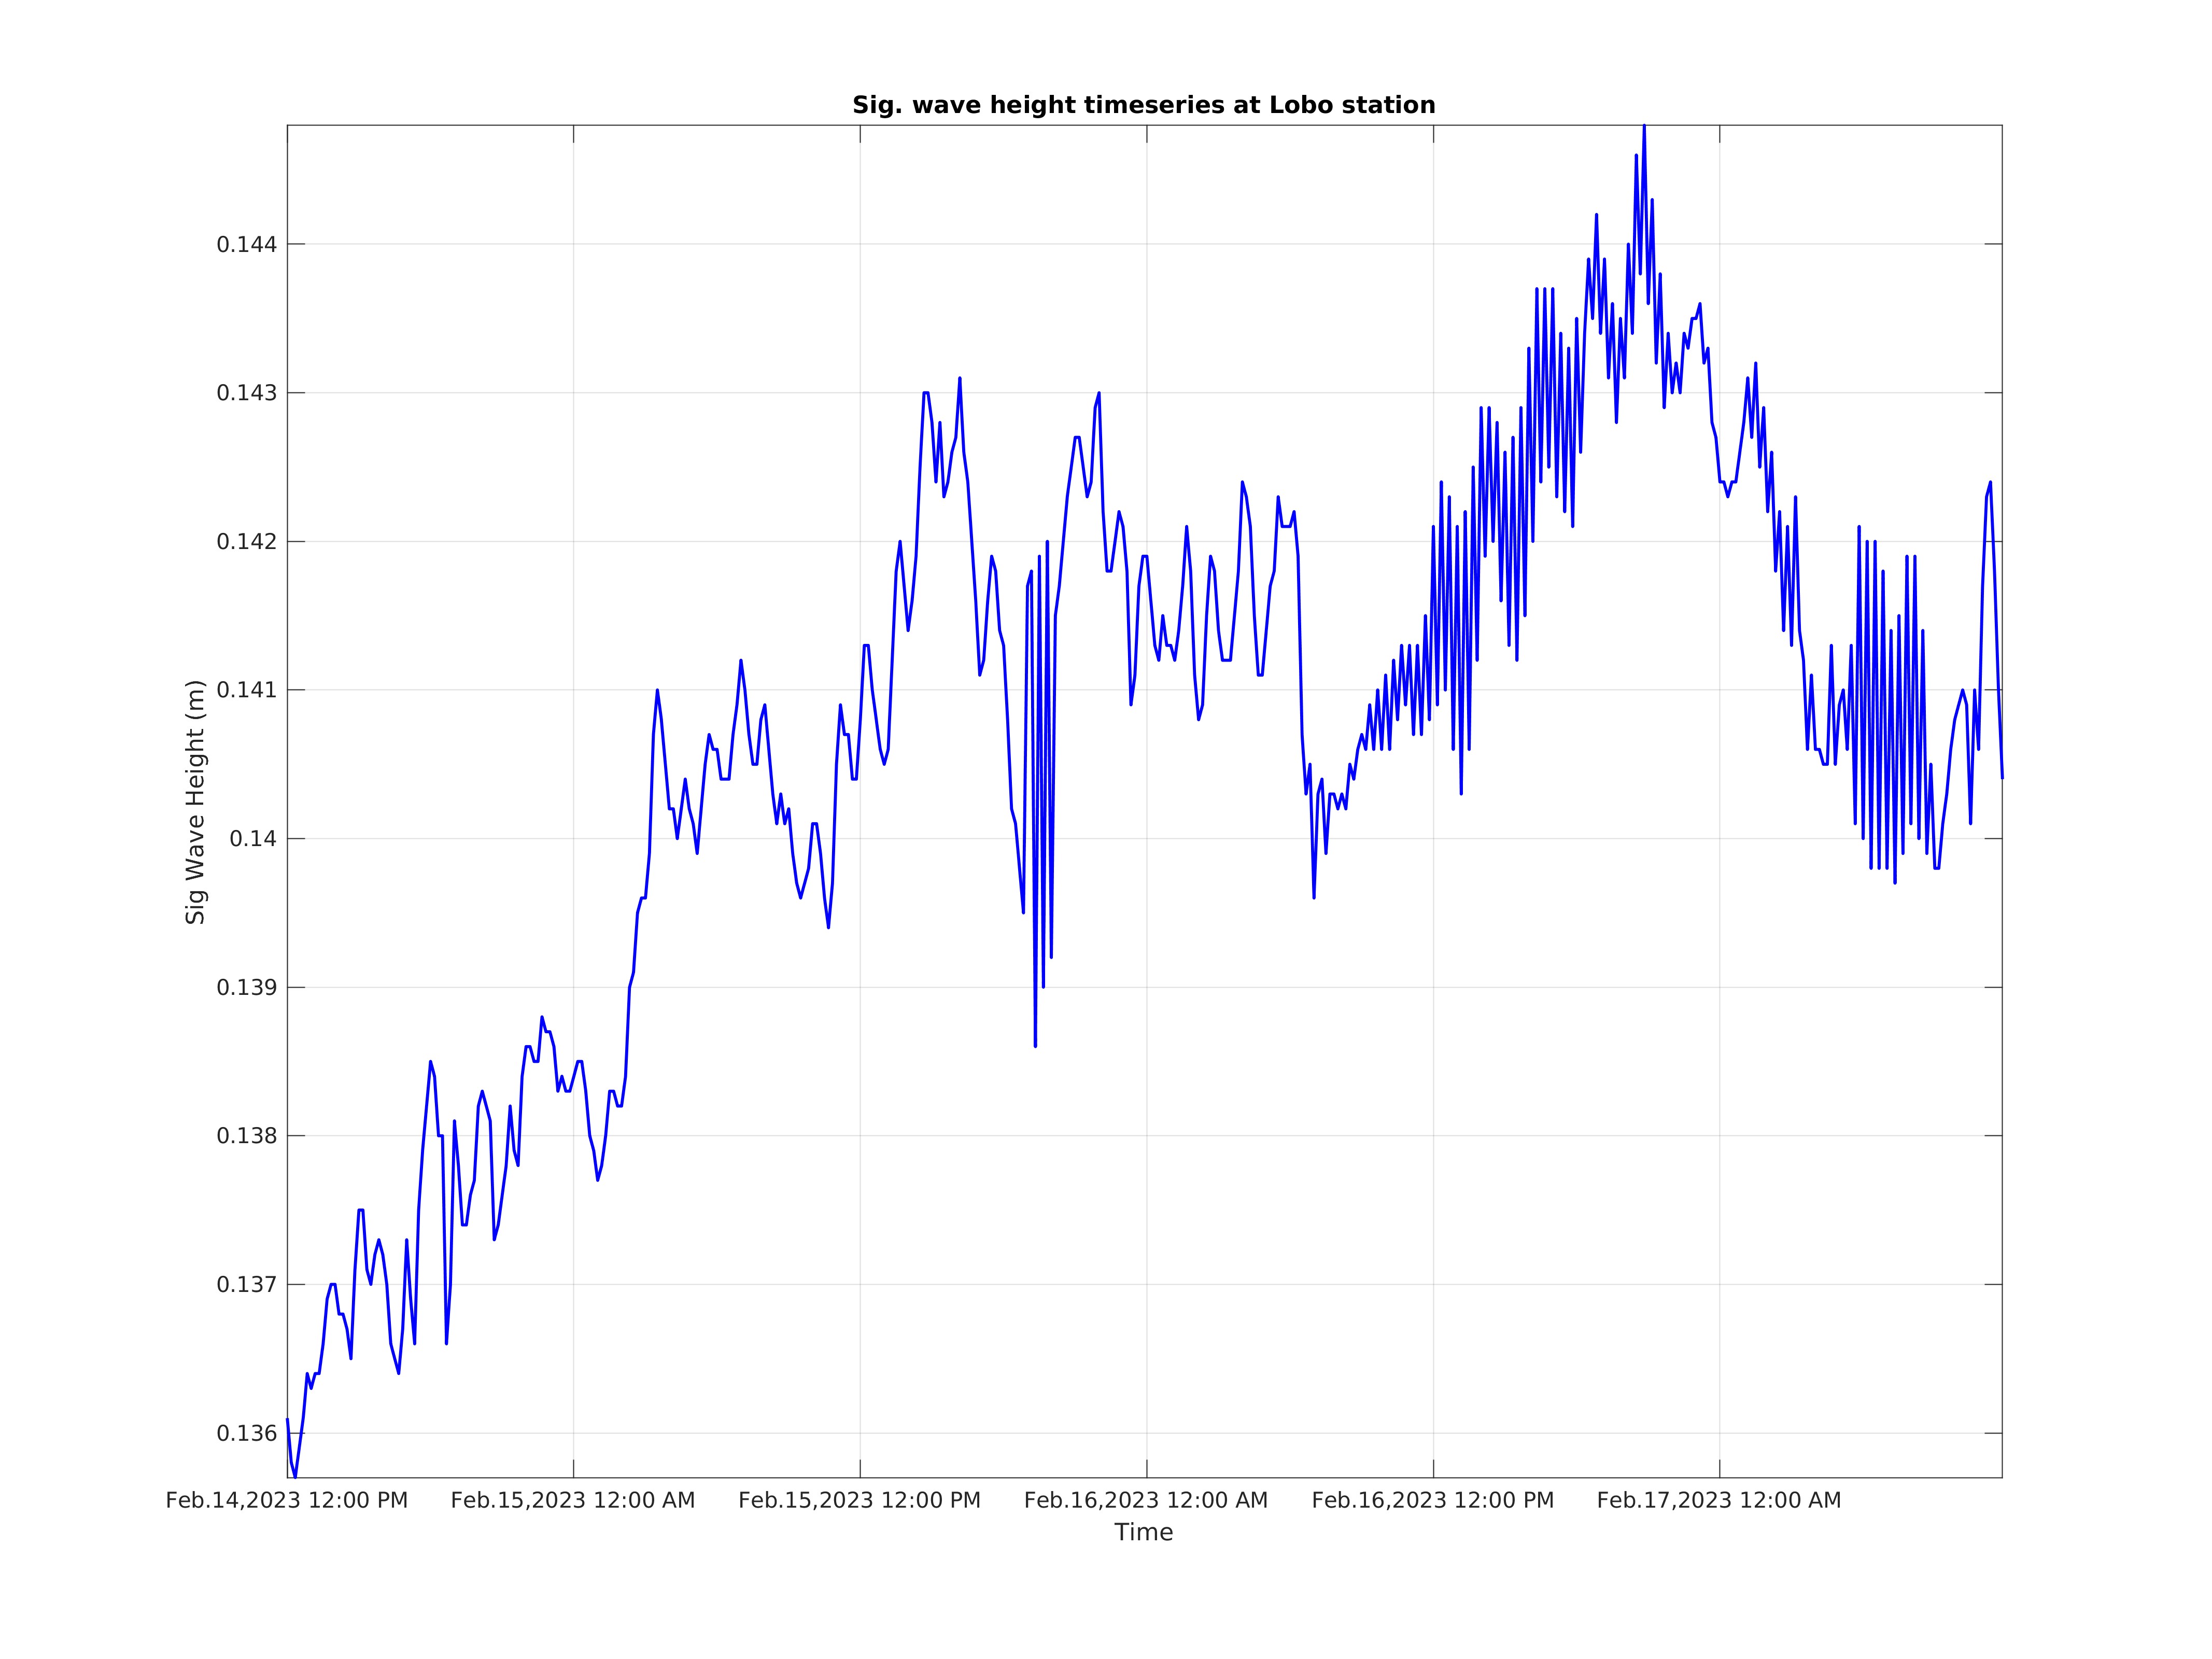 Sig. wave height timeseries at Lobo station
0.144
0.143
0.142
0.141
0.14
0.139
0.138
0.137
0.136
Sig Wave Height (m)
Feb.14,2023 12:00 PM Feb.15,2023 12:00 AM Feb.15,2023 12:00 PM Feb.16,2023 12:00 AM Feb.16,2023 12:00 PM Feb.17,2023 12:00 AM
Time